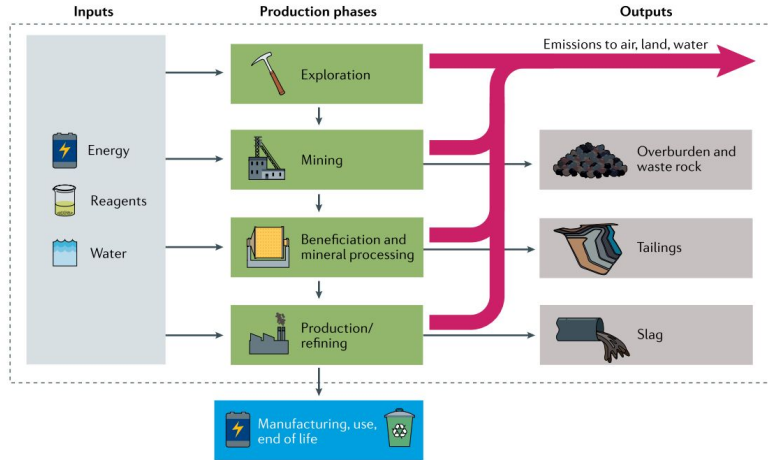 Inputs
Production phases
Outputs
Emissions to air, land, water
Exploration
Energy
Mining
Overburden and
waste rock
Reagents
Water
Beneficiation and
mineral processing
Tailings
Production/
refining
Slag
Manufacturing, use,
end of life